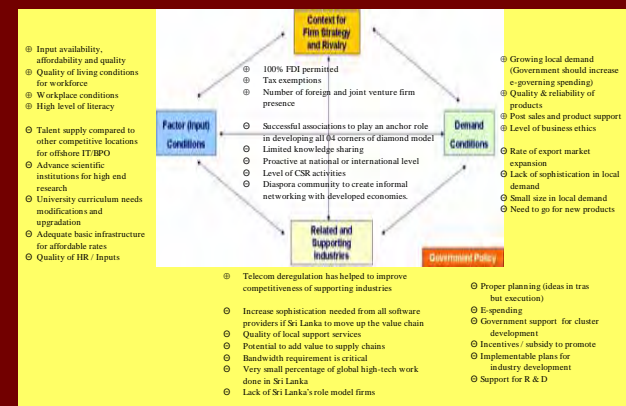 Context for
Firm Strategy
and Rivalry
⊕ Input availability,
affordability and quality
⊕ Quality of living conditions
for workforce
⊕ Workplace conditions
⊕ High level of literacy
Θ Talent supply compared to
other competitive locations
for offshore IT/BPO
Θ Advance scientific
institutions for high end
research
Θ University curriculum needs
modifications and
upgradation
Θ Adequate basic infrastructure
for affordable rates
Θ Quality of HR / Inputs
Factor (Input)
Conditions
⊕ 100% FDI permitted
⊕ Tax exemptions
⊕ Number of foreign and joint venture firm
presence
Θ Successful associations to play an anchor role
in developing all 04 corners of diamond model
Θ Limited knowledge sharing
Θ Proactive at national or international level
Θ Level of CSR activities
Θ Diaspora community to create informal
networking with developed economies.
Demand
Conditions
⊕ Growing local demand
(Government should increase
e-governing spending)
⊕ Quality & reliability of
products
⊕ Post sales and product support
⊕ Level of business ethics
Θ Rate of export market
expansion
Θ Lack of sophistication in local
demand
Θ Small size in local demand
Θ Need to go for new products
Related and
Supporting
Industries
Government Policy
⊕ Telecom deregulation has helped to improve
competitiveness of supporting industries
Θ Increase sophistication needed from all software
providers if Sri Lanka to move up the value chain
Θ Quality of local support services
Θ Potential to add value to supply chains
Θ Bandwidth requirement is critical
Θ Very small percentage of global high-tech work
done in Sri Lanka
Θ Lack of Sri Lanka's role model firms
Θ Proper planning (ideas in tras
but execution)
Θ E-spending
Θ Government support for cluster
development
Θ Incentives / subsidy to promote
Θ Implementable plans for
industry development
Θ Support for R & D